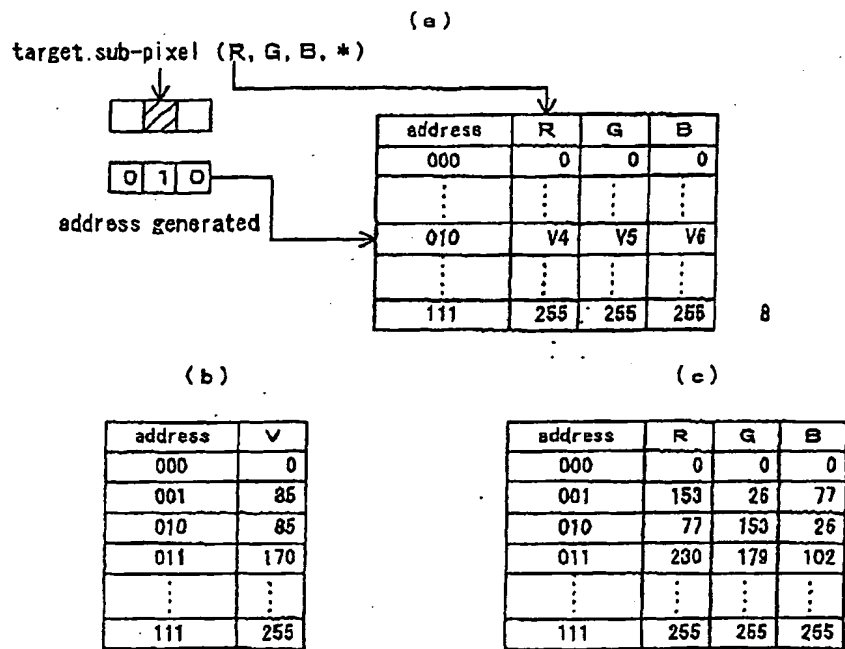 (a)
target.sub-pixel (R, G, B, *)
0 1 0
address generated
address R G B
000 0 0 0
010 V4 V5 V6
111 255 255 255
8
(b)
address V
000 0
001 85
010 85
011 170
111 255
(c)
address R G B
000 0 0 0
001 153 26 77
010 77 153 26
011 230 179 102
111 255 255 255